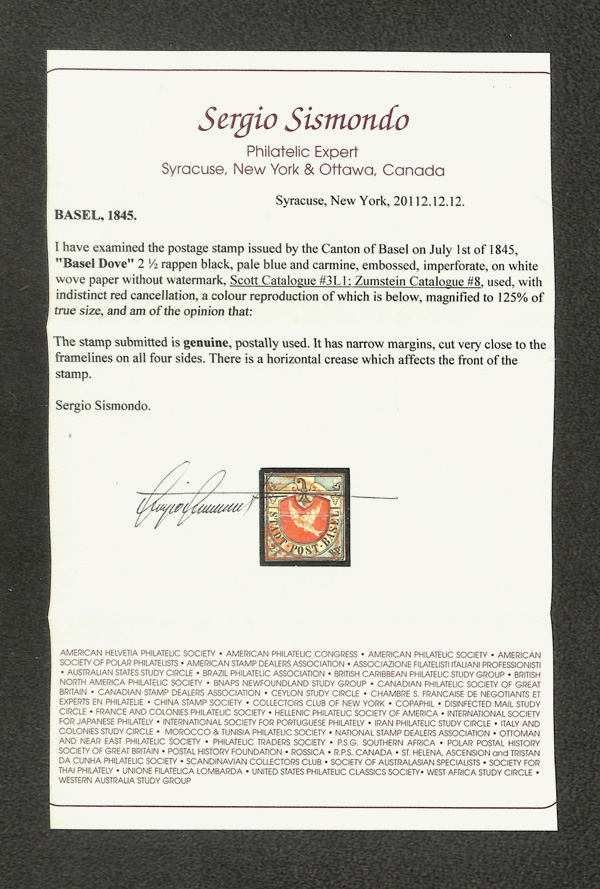 Sergio Sismondo
Philatelic Expert
Syracuse, New York & Ottawa, Canada
Syracuse, New York, 20112.12.12.
BASEL, 1845.
I have examined the postage stamp issued by the Canton of Basel on July 1st of 1845,
"Basel Dove" 2 ½ rappen black, pale blue and carmine, embossed, imperforate, on white
wove paper without watermark, Scott Catalogue #3L1; Zumstein Catalogue #8, used, with
indistinct red cancellation, a colour reproduction of which is below, magnified to 125% of
true size, and am of the opinion that:
The stamp submitted is genuine, postally used. It has narrow margins, cut very close to the
framelines on all four sides. There is a horizontal crease which affects the front of the
stamp.
Sergio Sismondo.
STADT-POST-BASEL
AMERICAN HELVETIA PHILATELIC SOCIETY • AMERICAN PHILATELIC CONGRESS • AMERICAN PHILATELIC SOCIETY • AMERICAN
SOCIETY OF POLAR PHILATELISTS • AMERICAN STAMP DEALERS ASSOCIATION • ASSOCIAZIONE FILATELISTI ITALIANI PROFESSIONISTI
• AUSTRALIAN STATES STUDY CIRCLE • BRAZIL PHILATELIC ASSOCIATION • BRITISH CARIBBEAN PHILATELIC STUDY GROUP • BRITISH
NORTH AMERICA PHILATELIC SOCIETY • BNAPS NEWFOUNDLAND STUDY GROUP • CANADIAN PHILATELIC SOCIETY OF GREAT
BRITAIN • CANADIAN STAMP DEALERS ASSOCIATION • CEYLON STUDY CIRCLE • CHAMBRE S. FRANCAISE DE NEGOTIANTS ET
EXPERTS EN PHILATELIE • CHINA STAMP SOCIETY • COLLECTORS CLUB OF NEW YORK • COPAPHIL • DISINFECTED MAIL STUDY
CIRCLE • FRANCE AND COLONIES PHILATELIC SOCIETY • HELLENIC PHILATELIC SOCIETY OF AMERICA • INTERNATIONAL SOCIETY
FOR JAPANESE PHILATELY • INTERNATIONAL SOCIETY FOR PORTUGUESE PHILATELY • IRAN PHILATELIC STUDY CIRCLE • ITALY AND
COLONIES STUDY CIRCLE • MOROCCO & TUNISIA PHILATELIC SOCIETY • NATIONAL STAMP DEALERS ASSOCIATION • OTTOMAN
AND NEAR EAST PHILATELIC SOCIETY • PHILATELIC TRADERS SOCIETY • P.S.G. SOUTHERN AFRICA • POLAR POSTAL HISTORY
SOCIETY OF GREAT BRITAIN • POSTAL HISTORY FOUNDATION • ROSSICA • R.P.S. CANADA • ST. HELENA, ASCENSION and TRISTAN
DA CUNHA PHILATELIC SOCIETY • SCANDINAVIAN COLLECTORS CLUB • SOCIETY OF AUSTRALASIAN SPECIALISTS • SOCIETY FOR
THAI PHILATELY • UNIONE FILATELICA LOMBARDA • UNITED STATES PHILATELIC CLASSICS SOCIETY• WEST AFRICA STUDY CIRCLE •
WESTERN AUSTRALIA STUDY GROUP